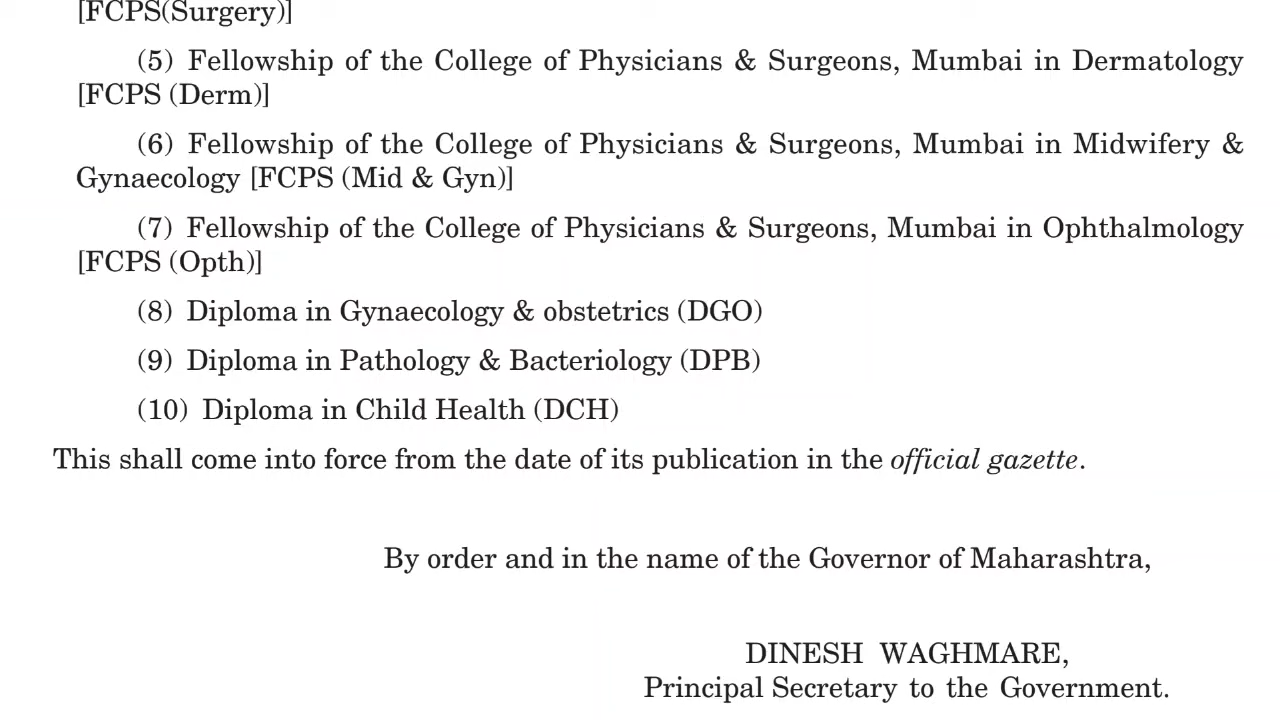 [FCPS(Surgery)]
(5) Fellowship of the College of Physicians & Surgeons, Mumbai in Dermatology
[FCPS (Derm)]
(6) Fellowship of the College of Physicians & Surgeons, Mumbai in Midwifery &
Gynaecology [FCPS (Mid & Gyn)]
(7) Fellowship of the College of Physicians & Surgeons, Mumbai in Ophthalmology
[FCPS (Opth)]
(8) Diploma in Gynaecology & obstetrics (DGO)
(9) Diploma in Pathology & Bacteriology (DPB)
(10) Diploma in Child Health (DCH)
This shall come into force from the date of its publication in the official gazette.
By order and in the name of the Governor of Maharashtra,
DINESH WAGHMARE,
Principal Secretary to the Government.